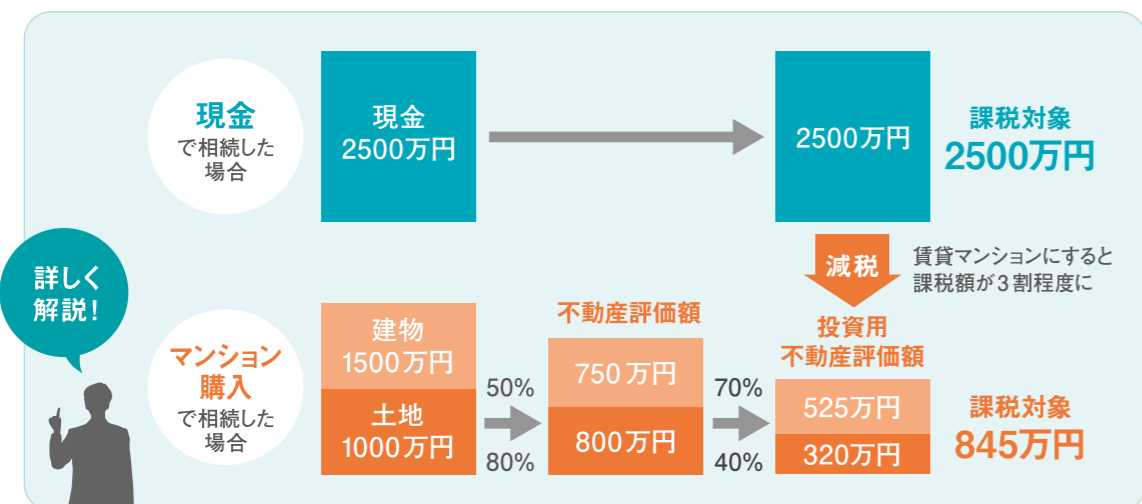 現金
で相続した
場合
現金
2500万円
2500万円
課税対象
2500万円
減税
賃貸マンションにすると
課税額が3割程度に
詳しく
解説！
マンション
購入
で相続した
場合
建物
1500万円
土地
1000万円
50%
80%
不動産評価額
750万円
800万円
70%
40%
投資用
不動産評価額
525万円
320万円
課税対象
845万円